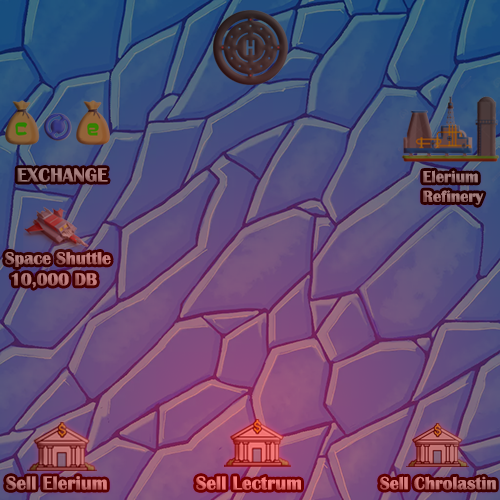 H
c e
EXCHANGE
Elerium
Refinery
Space Shuttle
10,000 DB
$ $ $
Sell Elerium
Sell Lectrum
Sell Chrolastin